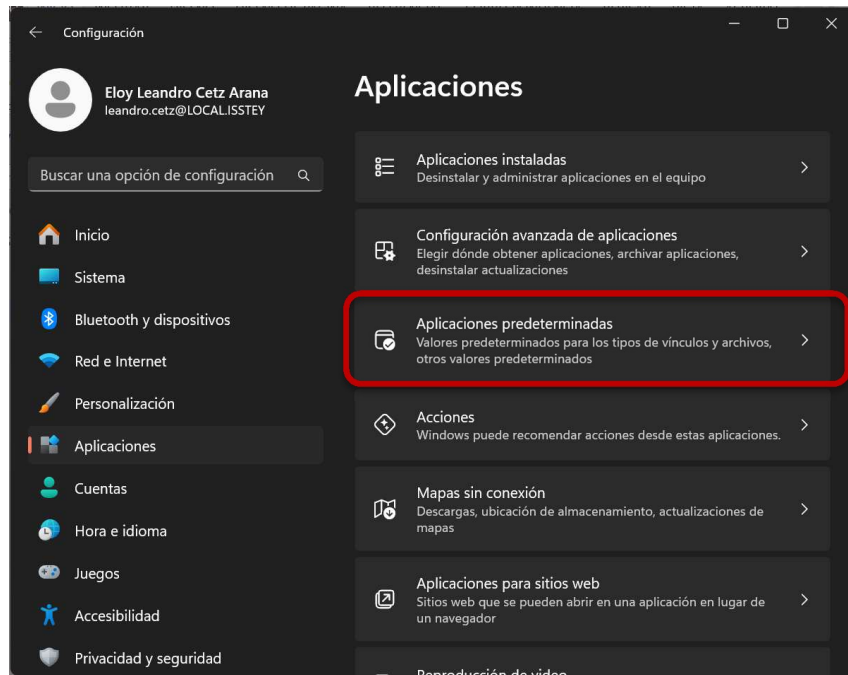 Configuración
Eloy Leandro Cetz Arana
leandro.cetz@LOCAL.ISSTEY
Buscar una opción de configuración
Inicio
Sistema
Bluetooth y dispositivos
Red e Internet
Personalización
Aplicaciones
Cuentas
Hora e idioma
Juegos
Accesibilidad
Privacidad y seguridad
Aplicaciones
Aplicaciones instaladas
Desinstalar y administrar aplicaciones en el equipo
Configuración avanzada de aplicaciones
Elegir dónde obtener aplicaciones, archivar aplicaciones,
desinstalar actualizaciones
Aplicaciones predeterminadas
Valores predeterminados para los tipos de vínculos y archivos,
otros valores predeterminados
Acciones
Windows puede recomendar acciones desde estas aplicaciones.
Mapas sin conexión
Descargas, ubicación de almacenamiento, actualizaciones de
mapas
Aplicaciones para sitios web
Sitios web que se pueden abrir en una aplicación en lugar de
un navegador
Reproducción de video